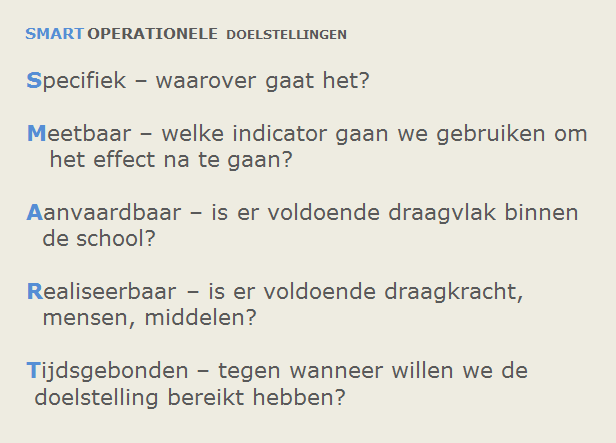 SMART OPERATIONELE DOELSTELLINGEN
Specifiek – waarover gaat het?
Meetbaar – welke indicator gaan we gebruiken om
het effect na te gaan?
Aanvaardbaar – is er voldoende draagvlak binnen
de school?
Realiseerbaar – is er voldoende draagkracht,
mensen, middelen?
Tijdsgebonden – tegen wanneer willen we de
doelstelling bereikt hebben?